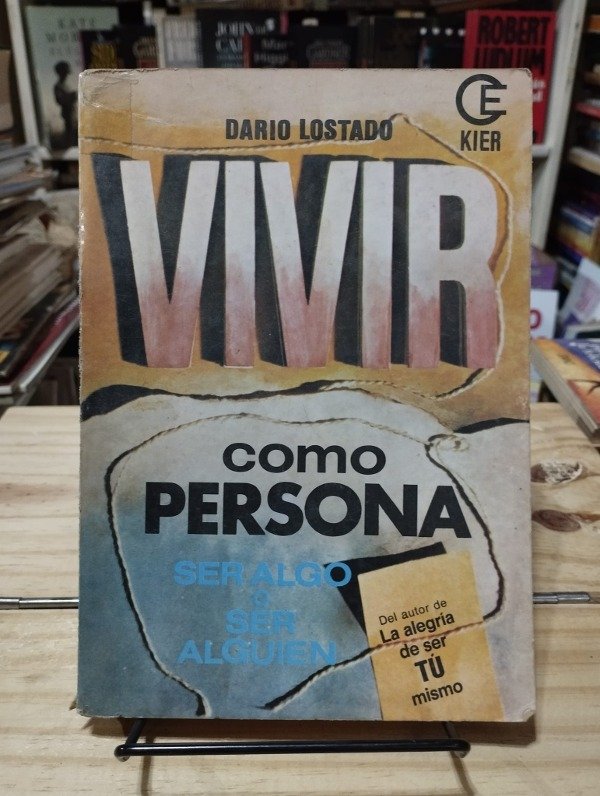 DARIO LOSTADO
KIER
VIVIR
como
PERSONA
SER ALGO
o
SER
ALGUIEN
Del autor de
La alegría
de ser
TÚ
mismo
ROBERT
LUDLUM